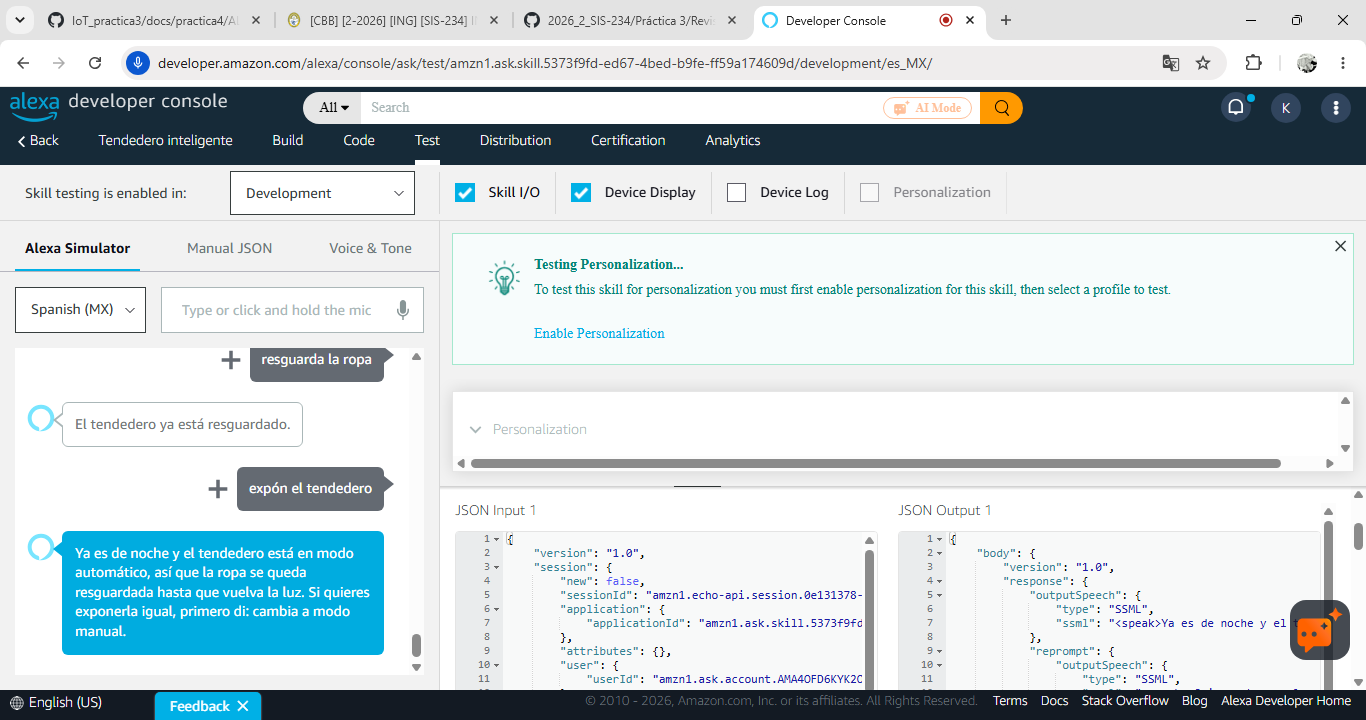 IoT_practica3/docs/practica4/Al
[CBB] [2-2026] [ING] [SIS-234] I
2026_2_SIS-234/Práctica 3/Revis
Developer Console
developer.amazon.com/alexa/console/ask/test/amzn1.ask.skill.5373f9fd-ed67-4bed-b9fe-ff59a174609d/development/es_MX/
alexa developer console
All
Search
AI Mode
K
Back
Tendedero inteligente
Build
Code
Test
Distribution
Certification
Analytics
Skill testing is enabled in:
Development
Skill I/O
Device Display
Device Log
Personalization
Alexa Simulator
Manual JSON
Voice & Tone
Testing Personalization...
To test this skill for personalization you must first enable personalization for this skill, then select a profile to test.
Enable Personalization
Spanish (MX)
Type or click and hold the mic
resguarda la ropa
El tendedero ya está resguardado.
expón el tendedero
Ya es de noche y el tendedero está en modo
automático, así que la ropa se queda
resguardada hasta que vuelva la luz. Si quieres
exponerla igual, primero di: cambia a modo
manual.
Personalization
JSON Input 1
1 {
2 "version": "1.0",
3 "session": {
4 "new": false,
5 "sessionId": "amzn1.echo-api.session.0e131378-
6 "application": {
7 "applicationId": "amzn1.ask.skill.5373f9fd
8 },
9 "attributes": {},
10 "user": {
11 "userId": "amzn1.ask.account.AMA4OFD6KYK2C
JSON Output 1
1 {
2 "body": {
3 "version": "1.0",
4 "response": {
5 "outputSpeech": {
6 "type": "SSML",
7 "ssml": "<speak>Ya es de noche y el t
8 },
9 "reprompt": {
10 "outputSpeech": {
11 "type": "SSML",
English (US)
Feedback
© 2010 - 2026, Amazon.com, Inc. or its affiliates. All Rights Reserved.
Terms
Docs
Stack Overflow
Blog
Alexa Developer Home